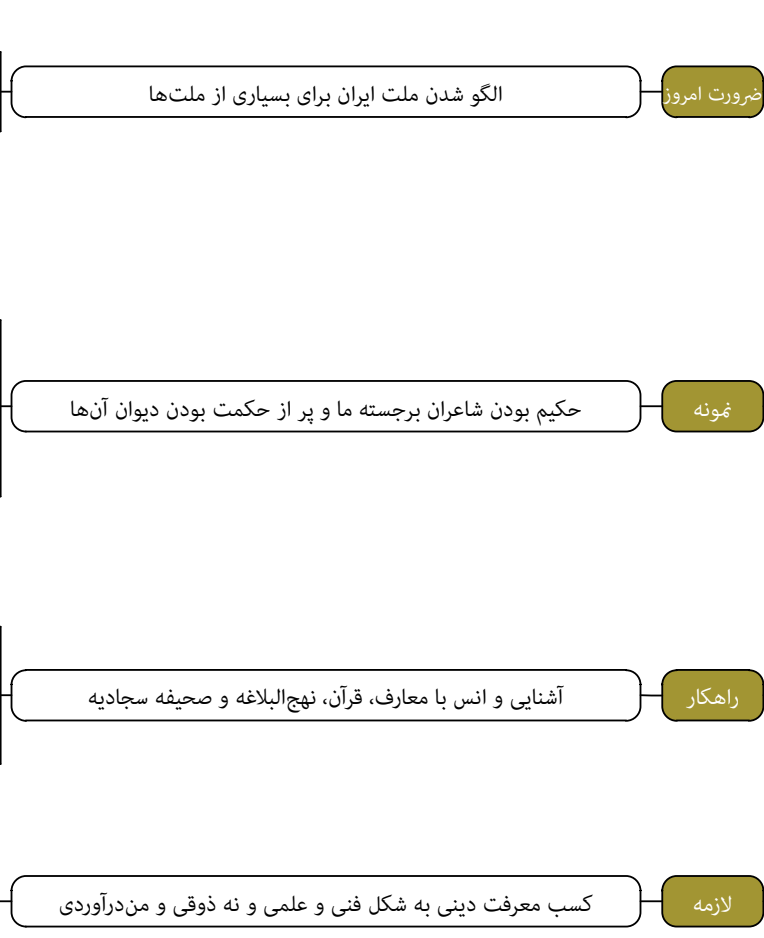 ضرورت امروز
الگو شدن ملت ایران برای بسیاری از ملت‌ها
نمونه
حکیم بودن شاعران برجسته ما و پر از حکمت بودن دیوان آن‌ها
راهکار
آشنایی و انس با معارف، قرآن، نهج‌البلاغه و صحیفه سجادیه
لازمه
کسب معرفت دینی به شکل فنی و علمی و نه ذوقی و من‌درآوردی